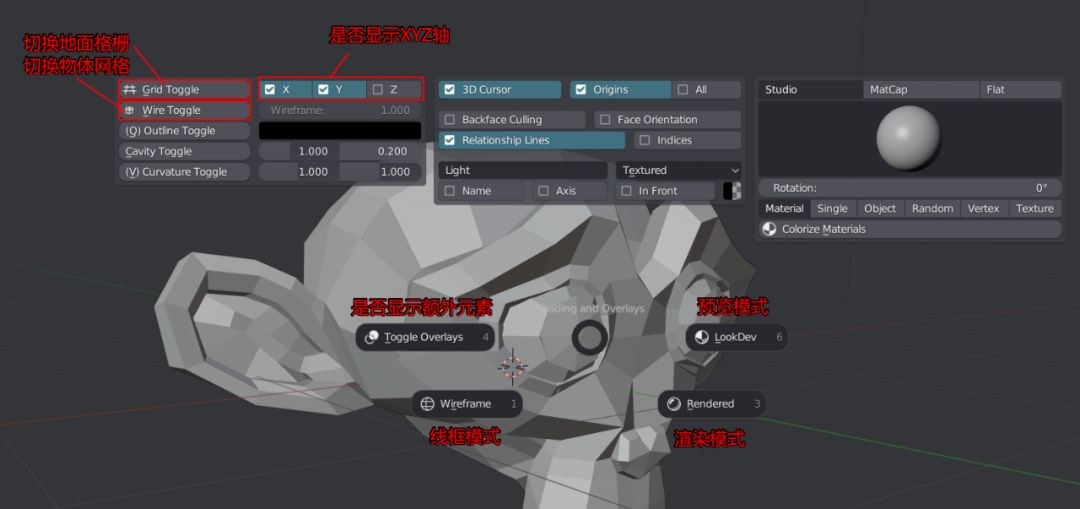 切换地面格栅
切换物体网格
是否显示XYZ轴
Grid Toggle
X Y Z
Wire Toggle
Wireframe: 1.000
(Q) Outline Toggle
Cavity Toggle
1.000 0.200
(V) Curvature Toggle
1.000 1.000
3D Cursor Origins All
Backface Culling Face Orientation
Relationship Lines Indices
Light Textured
Name Axis In Front
Studio MatCap Flat
Rotation: 0°
Material Single Object Random Vertex Texture
Colorize Materials
是否显示额外元素
预览模式
hading and Overlays
Toggle Overlays 4
LookDev 6
Wireframe 1
Rendered 3
线框模式
渲染模式